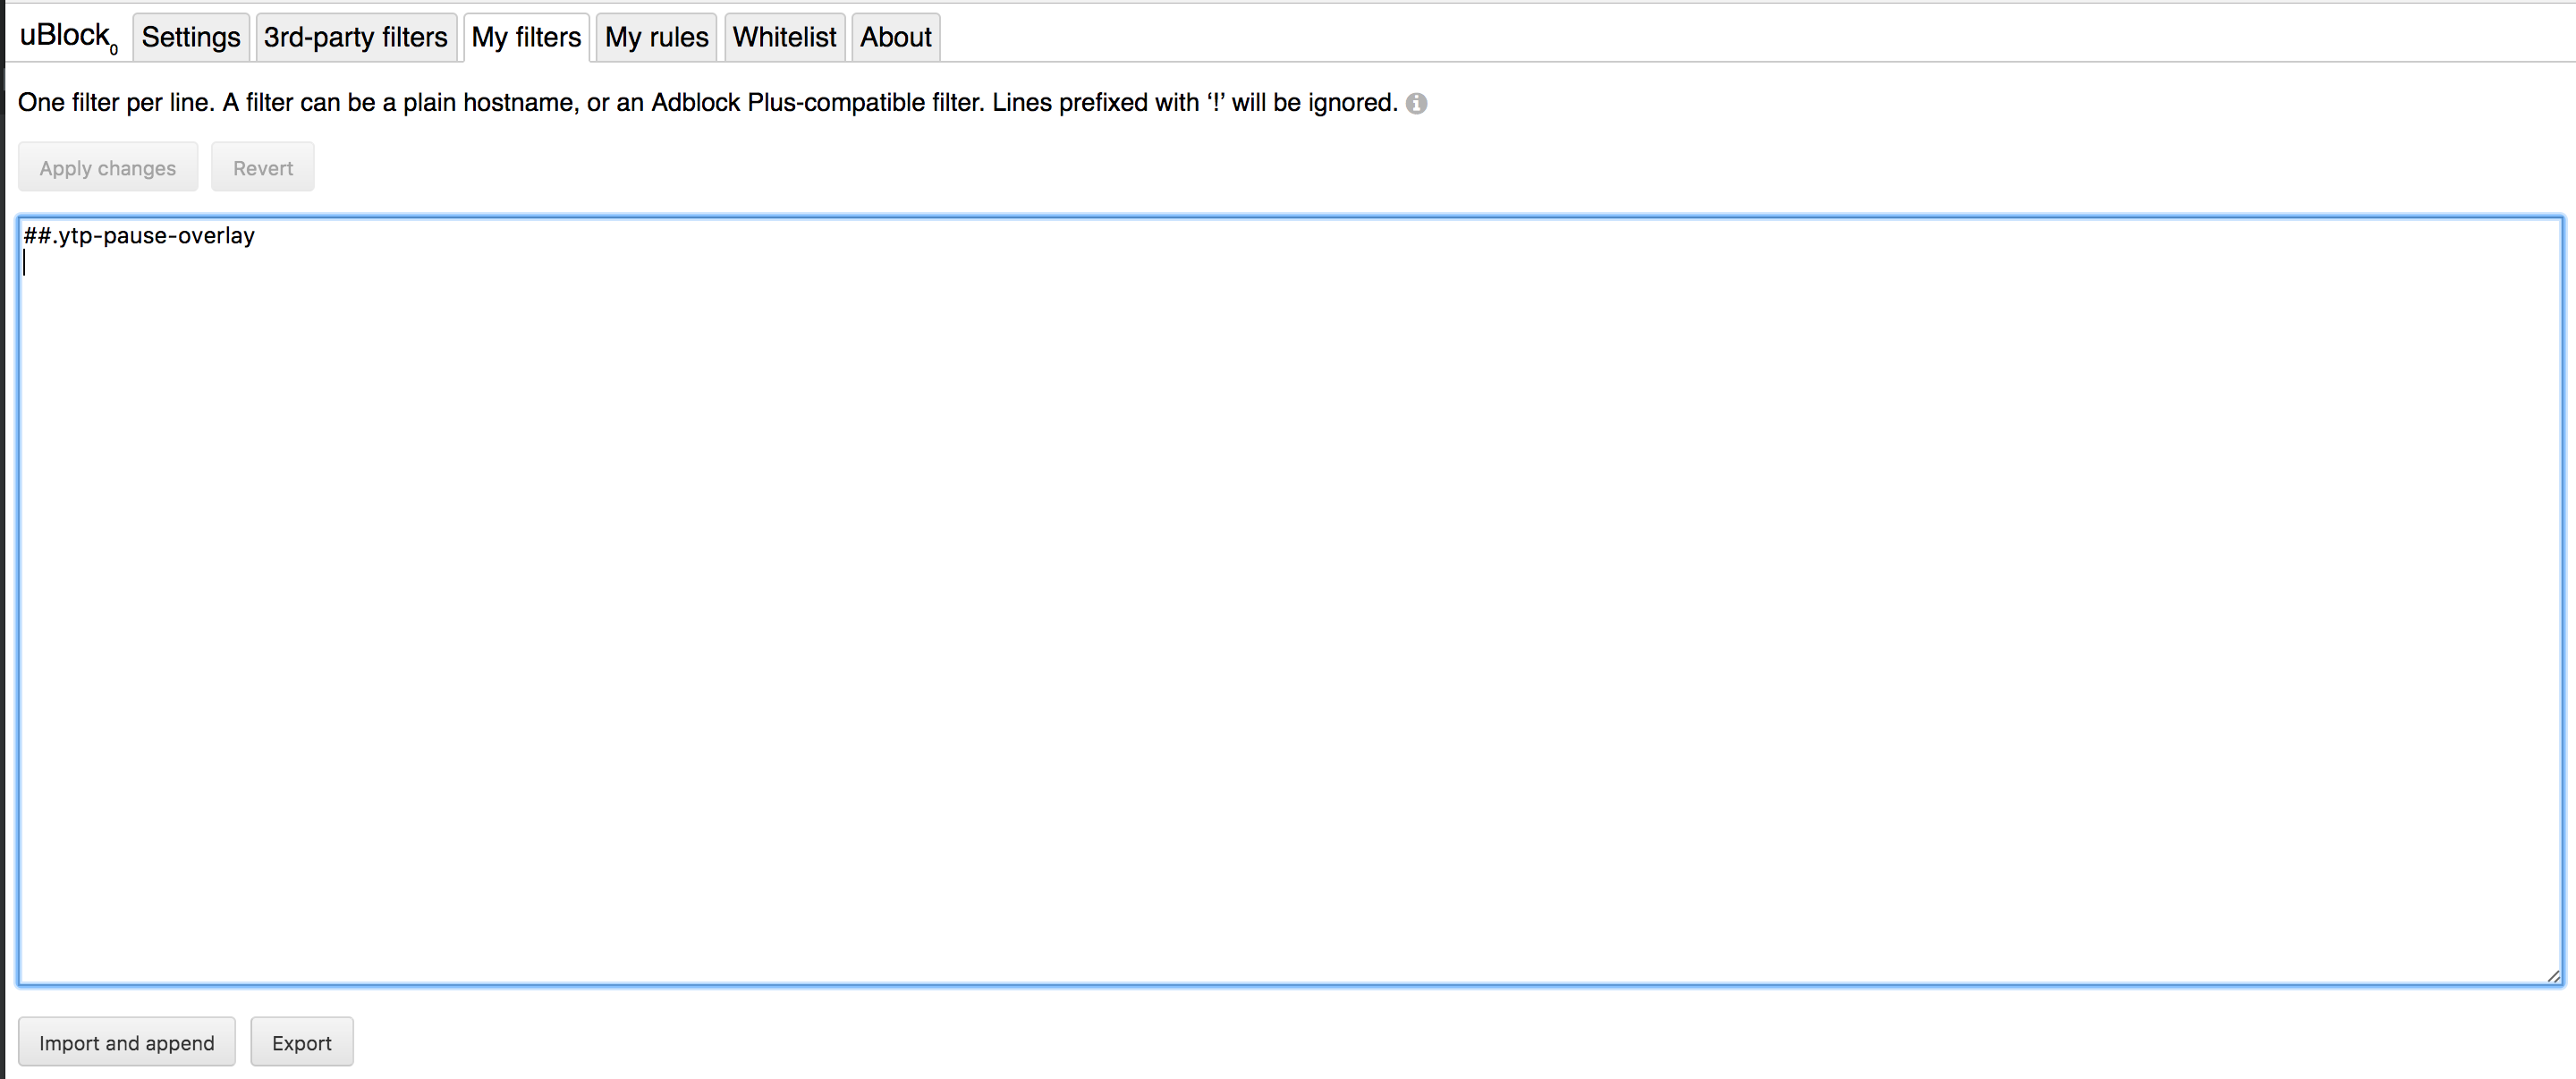 uBlock₀ Settings 3rd-party filters My filters My rules Whitelist About
One filter per line. A filter can be a plain hostname, or an Adblock Plus-compatible filter. Lines prefixed with ‘!’ will be ignored.
Apply changes Revert
##.ytp-pause-overlay
Import and append Export